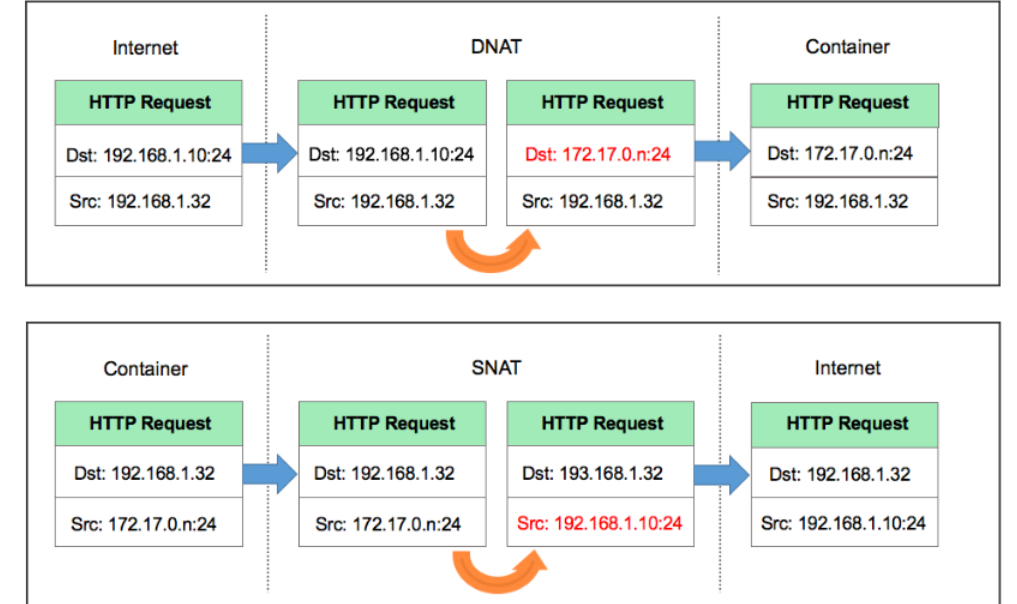 Internet DNAT Container
HTTP Request HTTP Request HTTP Request HTTP Request
Dst: 192.168.1.10:24 Dst: 192.168.1.10:24 Dst: 172.17.0.n:24 Dst: 172.17.0.n:24
Src: 192.168.1.32 Src: 192.168.1.32 Src: 192.168.1.32 Src: 192.168.1.32
Container SNAT Internet
HTTP Request HTTP Request HTTP Request HTTP Request
Dst: 192.168.1.32 Dst: 192.168.1.32 Dst: 193.168.1.32 Dst: 192.168.1.32
Src: 172.17.0.n:24 Src: 172.17.0.n:24 Src: 192.168.1.10:24 Src: 192.168.1.10:24